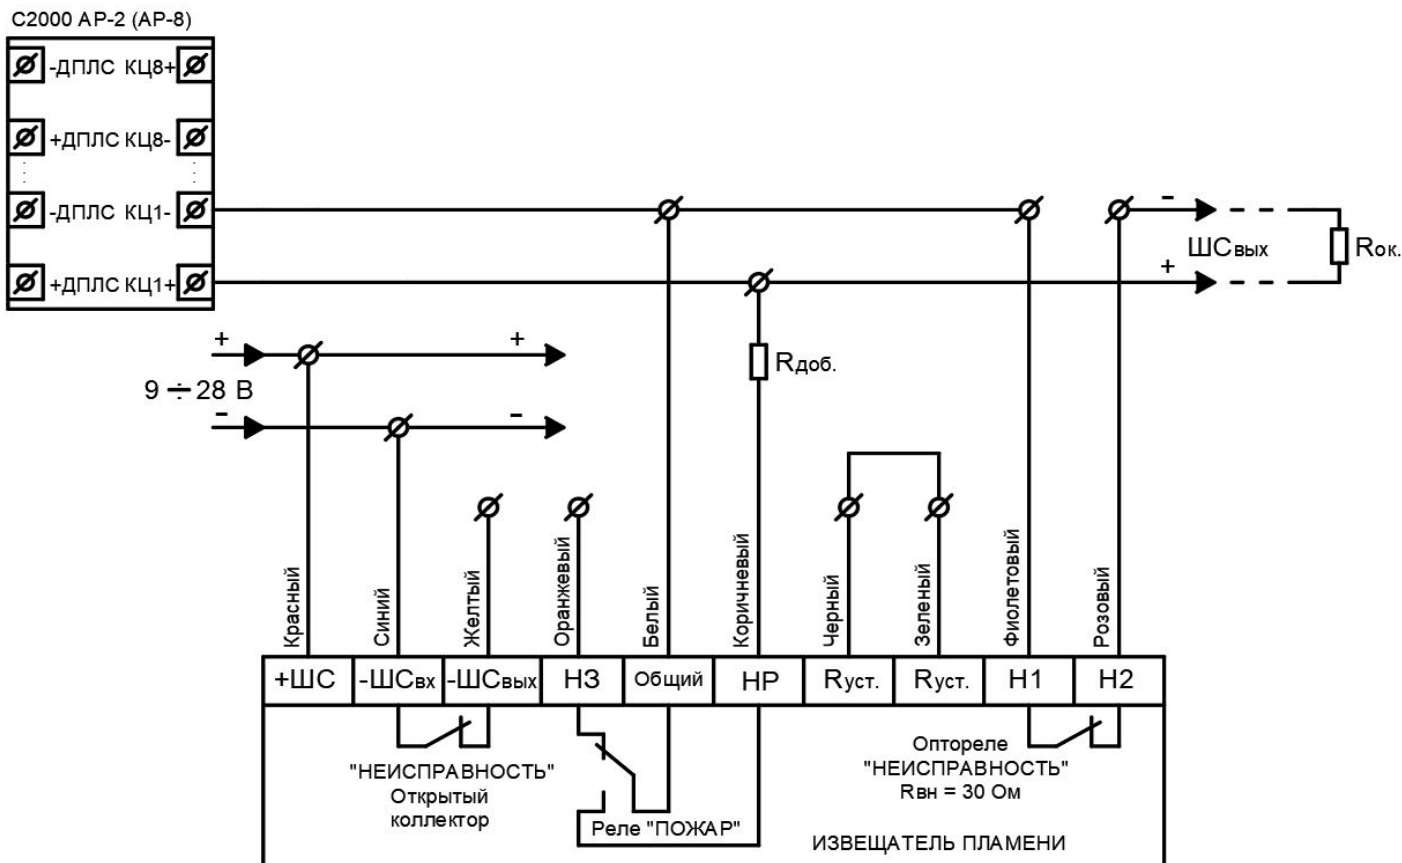 С2000 АР-2 (АР-8)
-ДПЛС КЦ8+
+ДПЛС КЦ8-
-ДПЛС КЦ1-
+ДПЛС КЦ1+
-
ШСвых
+
Rок.
+
+
9 ÷ 28 В
-
-
Rдоб.
Красный
Синий
Желтый
Оранжевый
Белый
Коричневый
Черный
Зеленый
Фиолетовый
Розовый
+ШС
-ШСвх
-ШСвых
НЗ
Общий
НР
Rуст.
Rуст.
Н1
Н2
"НЕИСПРАВНОСТЬ"
Открытый
коллектор
Реле "ПОЖАР"
Оптореле
"НЕИСПРАВНОСТЬ"
Rвн = 30 Ом
ИЗВЕЩАТЕЛЬ ПЛАМЕНИ